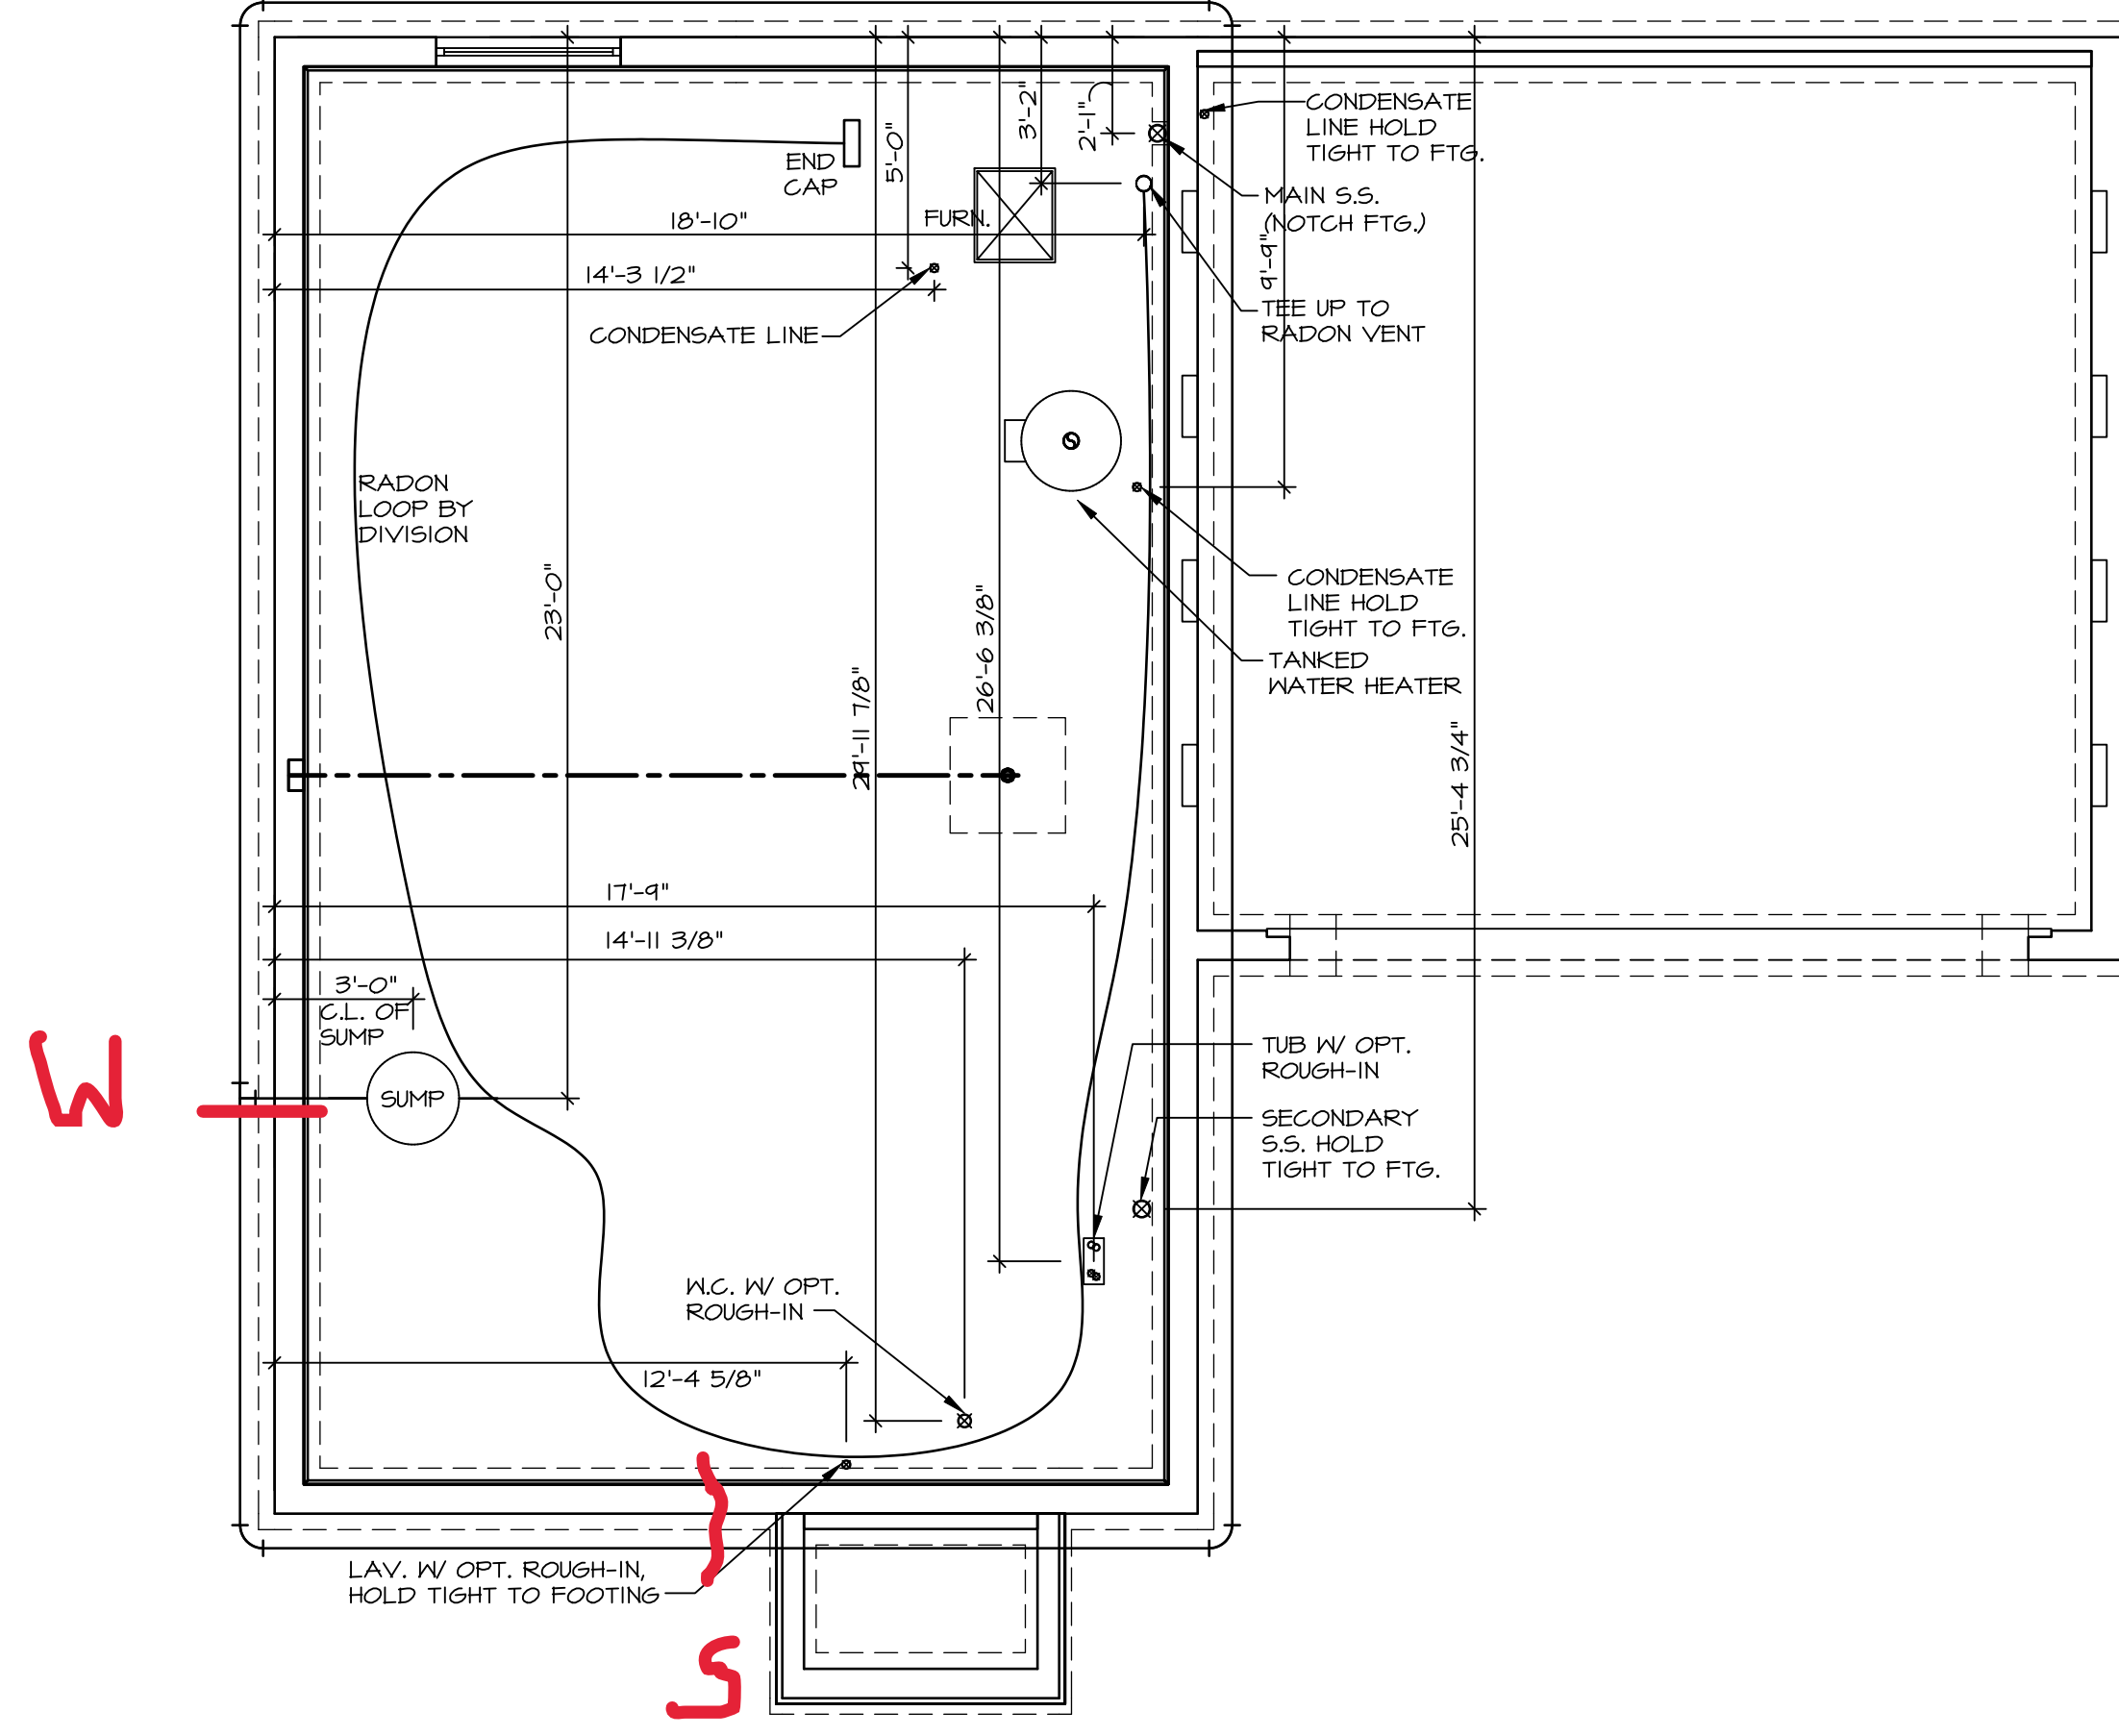 CONDENSATE
LINE HOLD
TIGHT TO FTG.
3'-2"
2'-1"
5'-0"
END
CAP
MAIN S.S.
(NOTCH FTG.)
18'-10"
FURN.
9'-9"
14'-3 1/2"
TEE UP TO
RADON VENT
CONDENSATE LINE
RADON
LOOP BY
DIVISION
23'-0"
CONDENSATE
LINE HOLD
TIGHT TO FTG.
26'-6 3/8"
TANKED
WATER HEATER
29'-11 7/8"
25'-4 3/4"
17'-9"
14'-11 3/8"
3'-0"
C.L. OF
SUMP
W
SUMP
TUB W/ OPT.
ROUGH-IN
SECONDARY
S.S. HOLD
TIGHT TO FTG.
W.C. W/ OPT.
ROUGH-IN
12'-4 5/8"
LAV. W/ OPT. ROUGH-IN,
HOLD TIGHT TO FOOTING
S